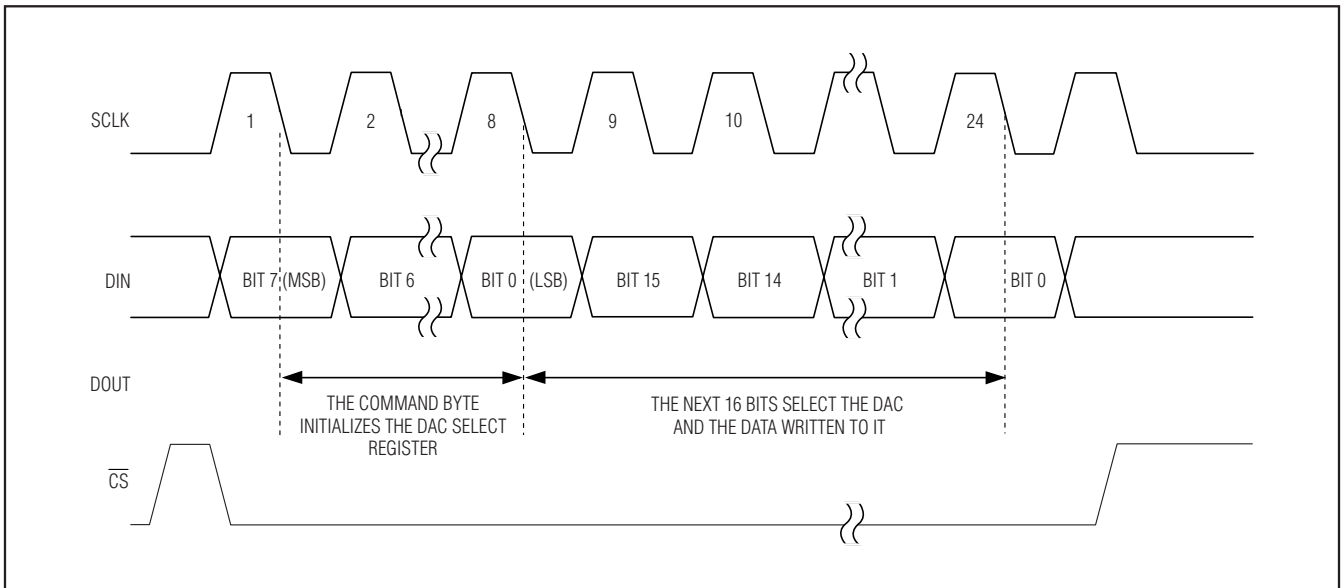 SCLK 1 2 8 9 10 24
DIN BIT 7 (MSB) BIT 6 BIT 0 (LSB) BIT 15 BIT 14 BIT 1 BIT 0
DOUT
THE COMMAND BYTE
INITIALIZES THE DAC SELECT
REGISTER
THE NEXT 16 BITS SELECT THE DAC
AND THE DATA WRITTEN TO IT
CS